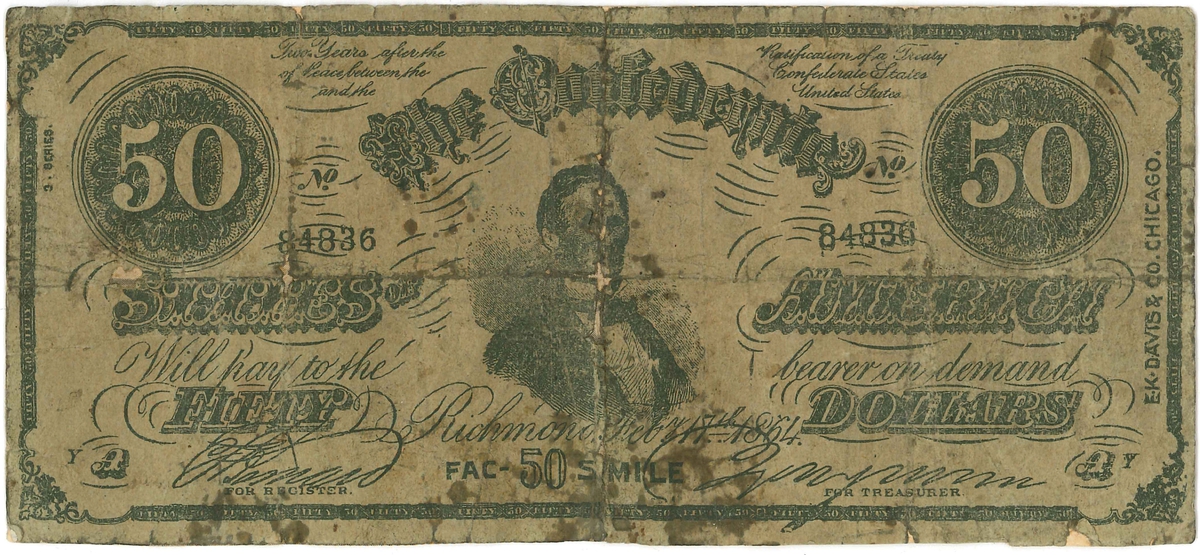 Two Years after the
of Peace between the
and the
Ratification of a Treaty
Confederate States
United States
The Confederate
50
50
2. SERIES.
No
No
84836
84836
STATES OF
AMERICA
Will pay to the
bearer on demand
FIFTY
DOLLARS
Richmond, Feb'y 17th 1864.
Y A
A Y
FAC- 50 SIMILE
FOR REGISTER.
FOR TREASURER.
EK. DAVIS & CO. CHICAGO.